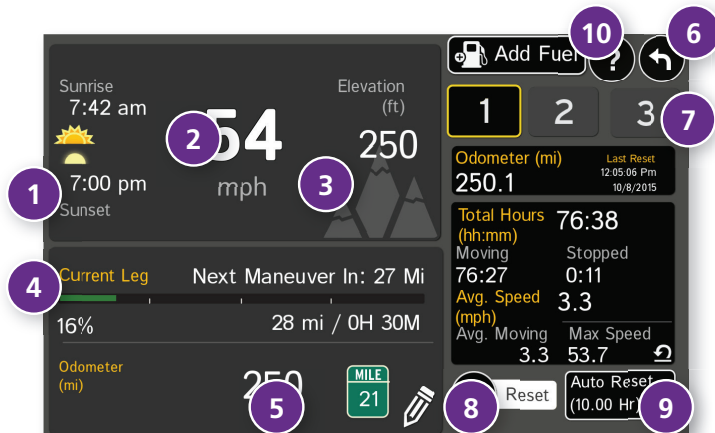 10
6
Add Fuel
?
Sunrise
7:42 am
Elevation
(ft)
1 2 3
7
2
54
250
Odometer (mi)
Last Reset
250.1
12:05:06 Pm
10/8/2015
1
7:00 pm
mph
3
Sunset
Total Hours
(hh:mm)
76:38
Moving
Stopped
76:27
0:11
Avg. Speed
(mph)
3.3
Avg. Moving
Max Speed
3.3
53.7
4
Current Leg
Next Maneuver In: 27 Mi
16%
28 mi / 0H 30M
Odometer
(mi)
250
5
MILE
21
8
Reset
Auto Reset
(10.00 Hr)
9